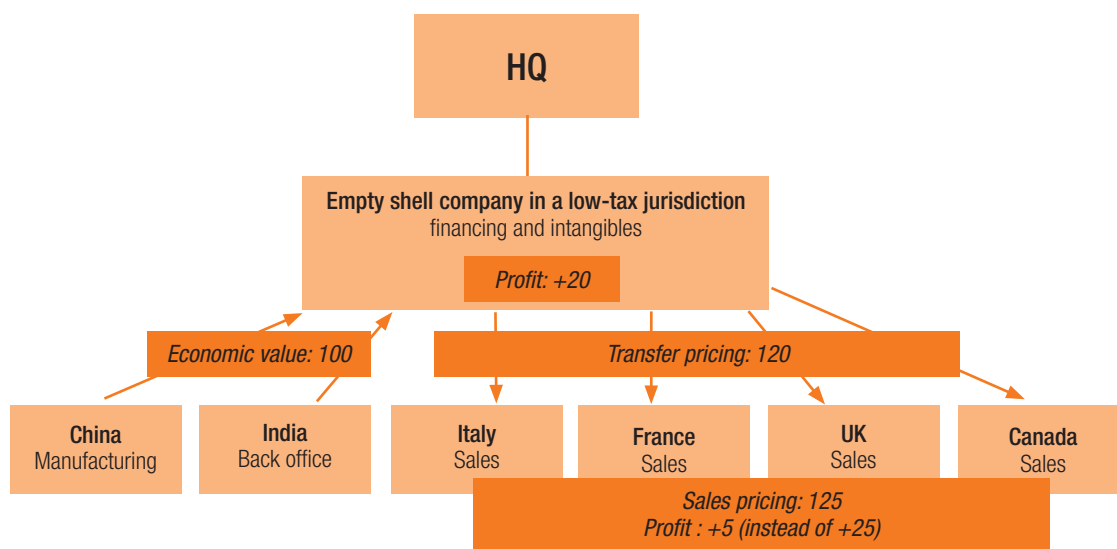 HQ
Empty shell company in a low-tax jurisdiction
financing and intangibles
Profit: +20
Economic value: 100
Transfer pricing: 120
China
Manufacturing
India
Back office
Italy
Sales
France
Sales
UK
Sales
Canada
Sales
Sales pricing: 125
Profit : +5 (instead of +25)